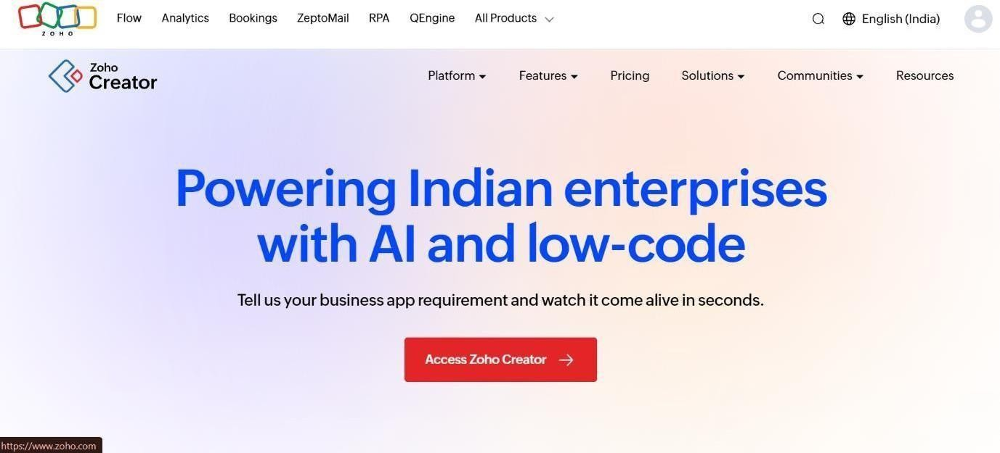 Flow Analytics Bookings ZeptoMail RPA QEngine All Products English (India)
ZOHO
Zoho
Creator
Platform Features Pricing Solutions Communities Resources
Powering Indian enterprises
with AI and low-code
Tell us your business app requirement and watch it come alive in seconds.
Access Zoho Creator
https://www.zoho.com